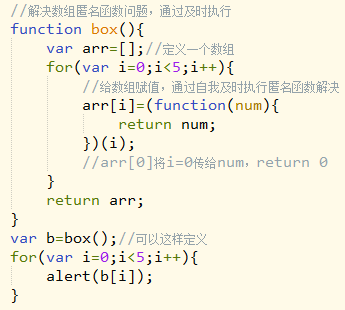 //解决数组匿名函数问题，通过及时执行
function box(){
    var arr=[];//定义一个数组
    for(var i=0;i<5;i++){
        //给数组赋值，通过自我及时执行匿名函数解决
        arr[i]=(function(num){
            return num;
        })(i);
        //arr[0]将i=0传给num，return 0
    }
    return arr;
}
var b=box();//可以这样定义
for(var i=0;i<5;i++){
    alert(b[i]);
}